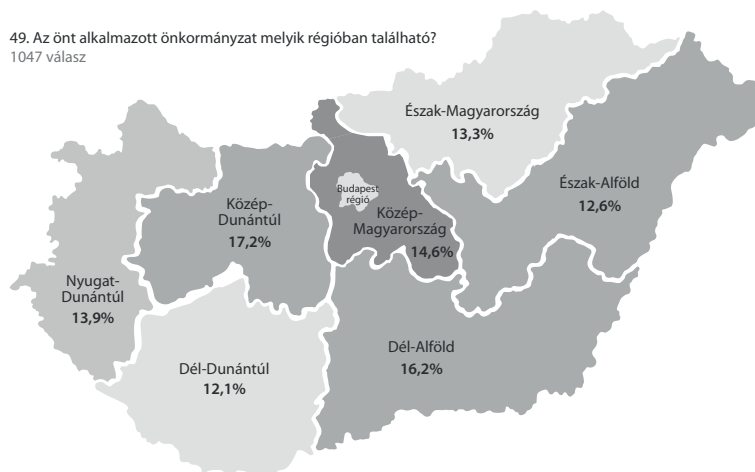 49. Az önt alkalmazott önkormányzat melyik régióban található?
1047 válasz
Észak-Magyarország
13,3%
Észak-Alföld
12,6%
Budapest
régió
Közép-
Magyarország
14,6%
Közép-
Dunántúl
17,2%
Nyugat-
Dunántúl
13,9%
Dél-Dunántúl
12,1%
Dél-Alföld
16,2%